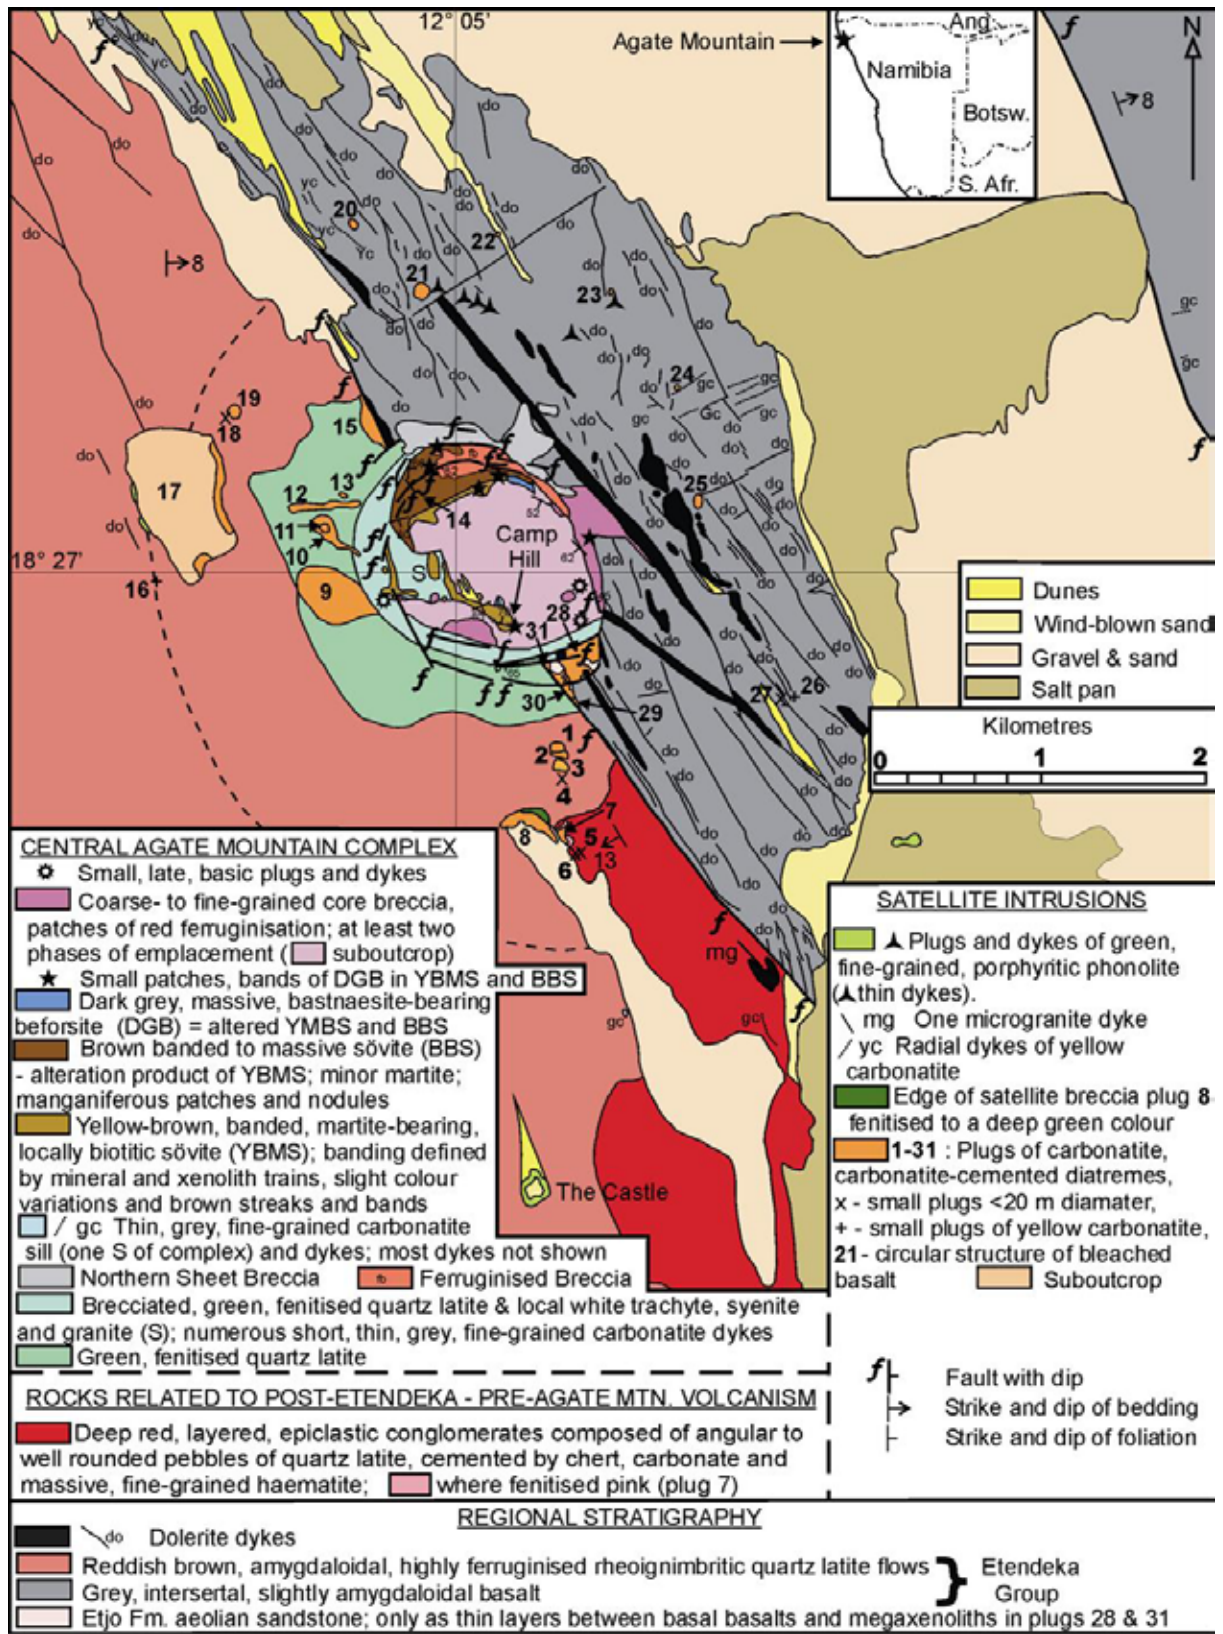 12° 05'
Agate Mountain
Ang
Namibia
Botsw.
S. Afr.
N
f
yc
do
8
20
22
21
23
24
gc
Gc
19
18
15
17
12
13
11
10
14
25
Camp
Hill
62
52
18° 27'
16
9
S
28
31
30
29
27
26
1
2
3
4
7
8
5
6
13
mg
gc
The Castle
Dunes
Wind-blown sand
Gravel & sand
Salt pan
Kilometres
0 1 2
CENTRAL AGATE MOUNTAIN COMPLEX
Small, late, basic plugs and dykes
Coarse- to fine-grained core breccia,
patches of red ferruginisation; at least two
phases of emplacement ( suboutcrop)
Small patches, bands of DGB in YBMS and BBS
Dark grey, massive, bastnaesite-bearing
beforsite (DGB) = altered YMBS and BBS
Brown banded to massive sövite (BBS)
- alteration product of YBMS; minor martite;
manganiferous patches and nodules
Yellow-brown, banded, martite-bearing,
locally biotitic sövite (YBMS); banding defined
by mineral and xenolith trains, slight colour
variations and brown streaks and bands
/ gc Thin, grey, fine-grained carbonatite
sill (one S of complex) and dykes; most dykes not shown
Northern Sheet Breccia fb Ferruginised Breccia
Brecciated, green, fenitised quartz latite & local white trachyte, syenite
and granite (S); numerous short, thin, grey, fine-grained carbonatite dykes
Green, fenitised quartz latite
SATELLITE INTRUSIONS
Plugs and dykes of green,
fine-grained, porphyritic phonolite
( thin dykes).
\ mg One microgranite dyke
/ yc Radial dykes of yellow
carbonatite
Edge of satellite breccia plug 8-
fenitised to a deep green colour
1-31 : Plugs of carbonatite,
carbonatite-cemented diatremes,
x - small plugs <20 m diamater,
+ - small plugs of yellow carbonatite,
21 - circular structure of bleached
basalt Suboutcrop
f Fault with dip
Strike and dip of bedding
Strike and dip of foliation
ROCKS RELATED TO POST-ETENDEKA - PRE-AGATE MTN. VOLCANISM
Deep red, layered, epiclastic conglomerates composed of angular to
well rounded pebbles of quartz latite, cemented by chert, carbonate and
massive, fine-grained haematite; where fenitised pink (plug 7)
REGIONAL STRATIGRAPHY
do Dolerite dykes
Reddish brown, amygdaloidal, highly ferruginised rheoignimbritic quartz latite flows
Grey, intersertal, slightly amygdaloidal basalt
} Etendeka
Group
Etjo Fm. aeolian sandstone; only as thin layers between basal basalts and megaxenoliths in plugs 28 & 31